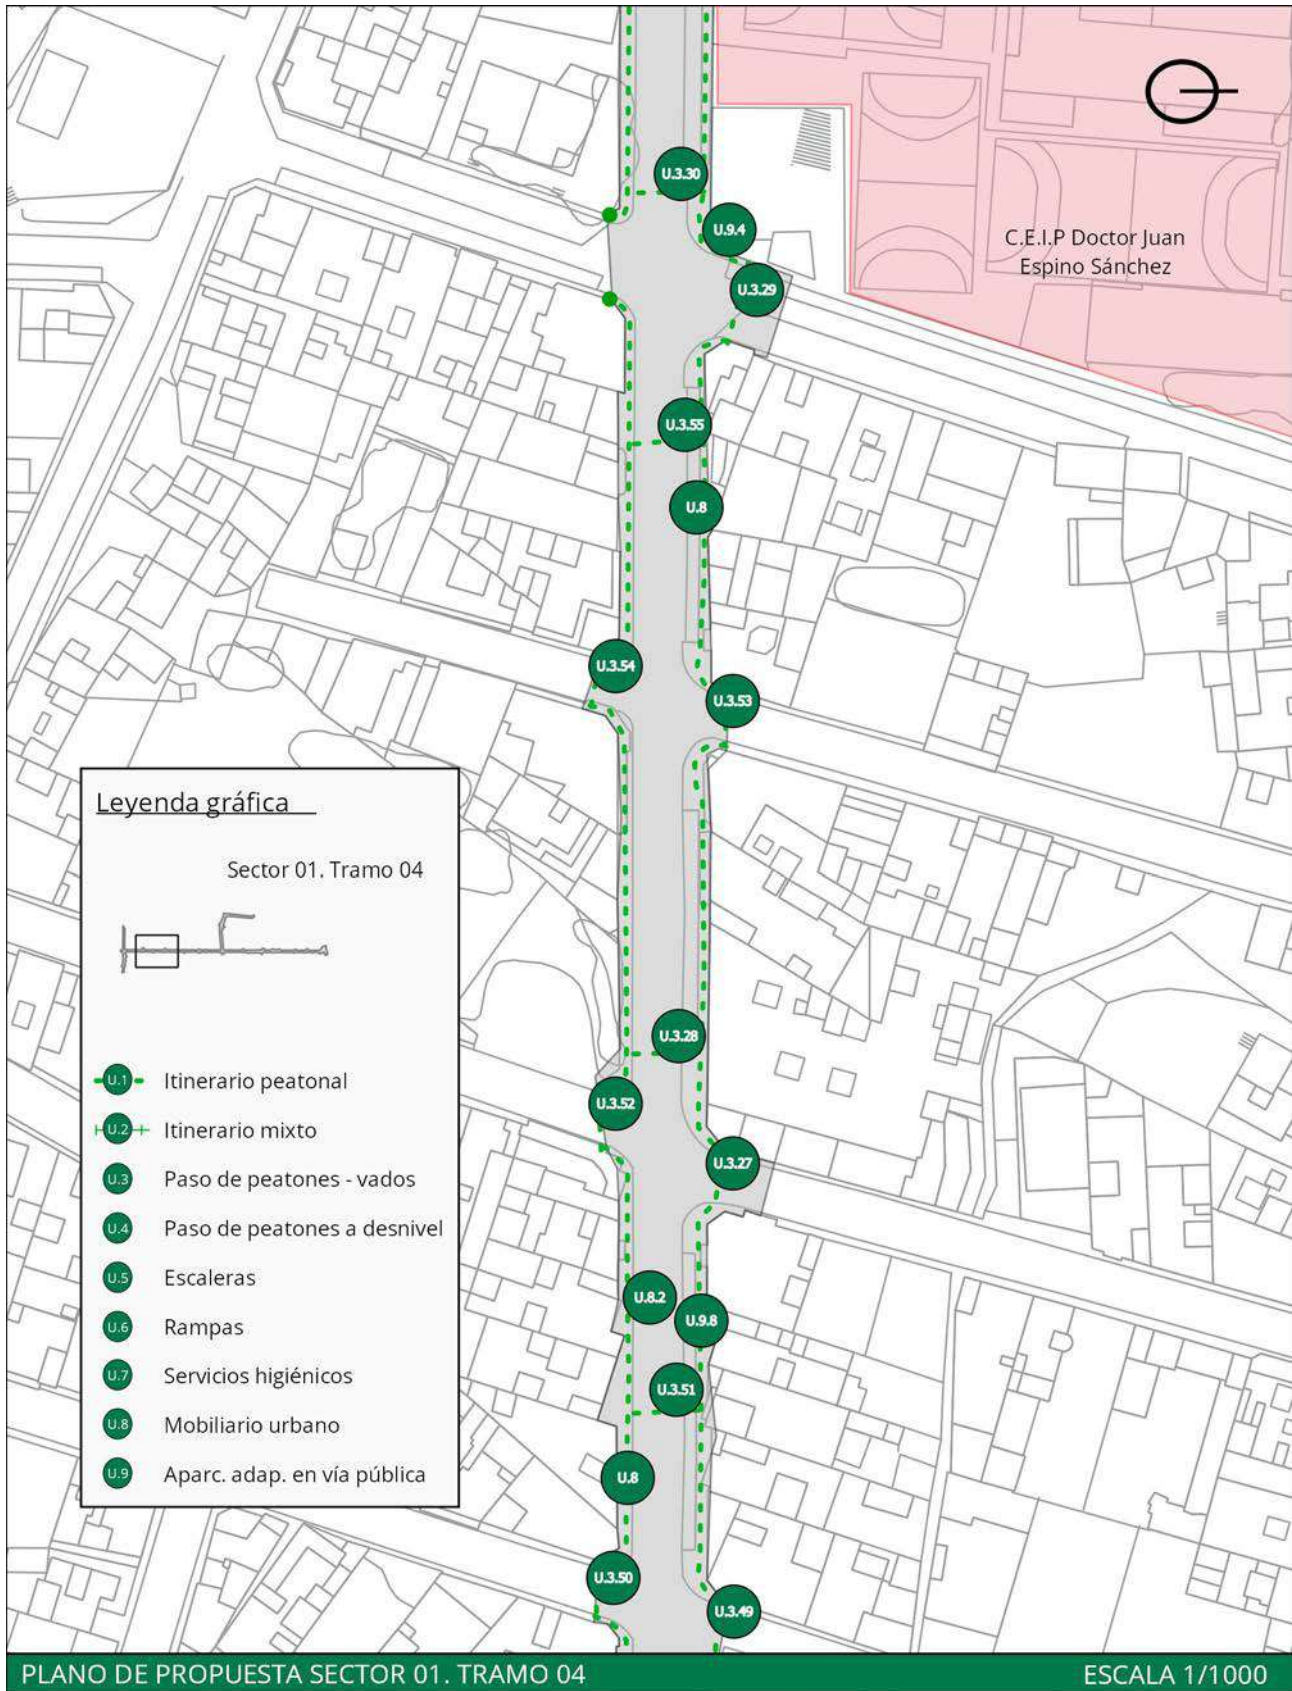 U.3.30
U.9.4
C.E.I.P Doctor Juan
Espino Sánchez
U.3.29
U.3.55
U.8
U.3.54
U.3.53
Leyenda gráfica
Sector 01. Tramo 04
U.3.28
U.1 Itinerario peatonal
U.3.52
U.2 Itinerario mixto
U.3.27
U.3 Paso de peatones - vados
U.4 Paso de peatones a desnivel
U.5 Escaleras
U.8.2
U.9.8
U.6 Rampas
U.7 Servicios higiénicos
U.3.51
U.8 Mobiliario urbano
U.9 Aparc. adap. en vía pública
U.8
U.3.50
U.3.49
PLANO DE PROPUESTA SECTOR 01. TRAMO 04
ESCALA 1/1000